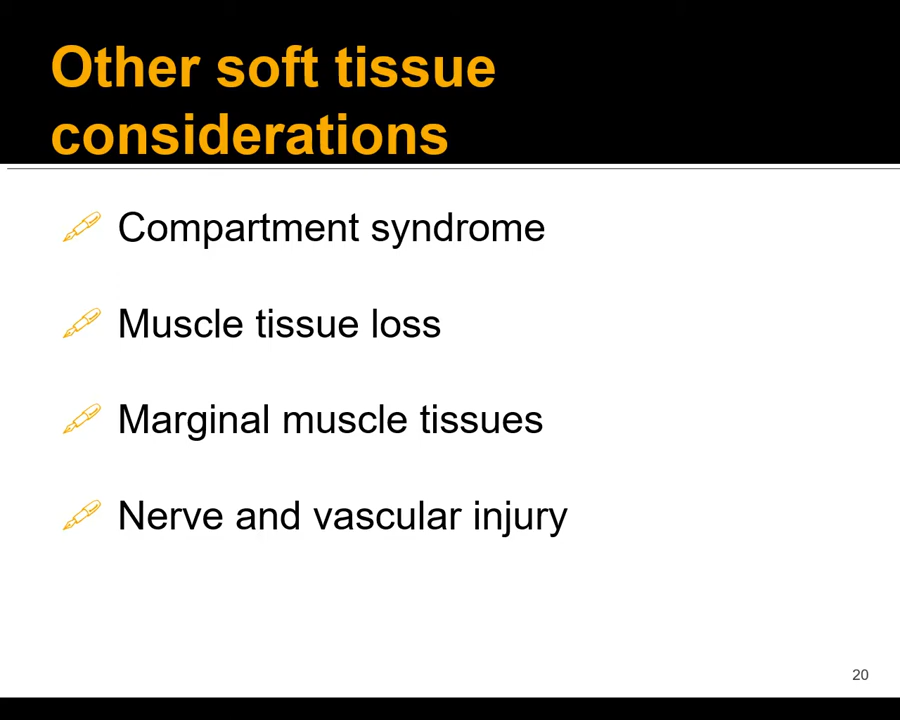 Other soft tissue
considerations
Compartment syndrome
Muscle tissue loss
Marginal muscle tissues
Nerve and vascular injury
20